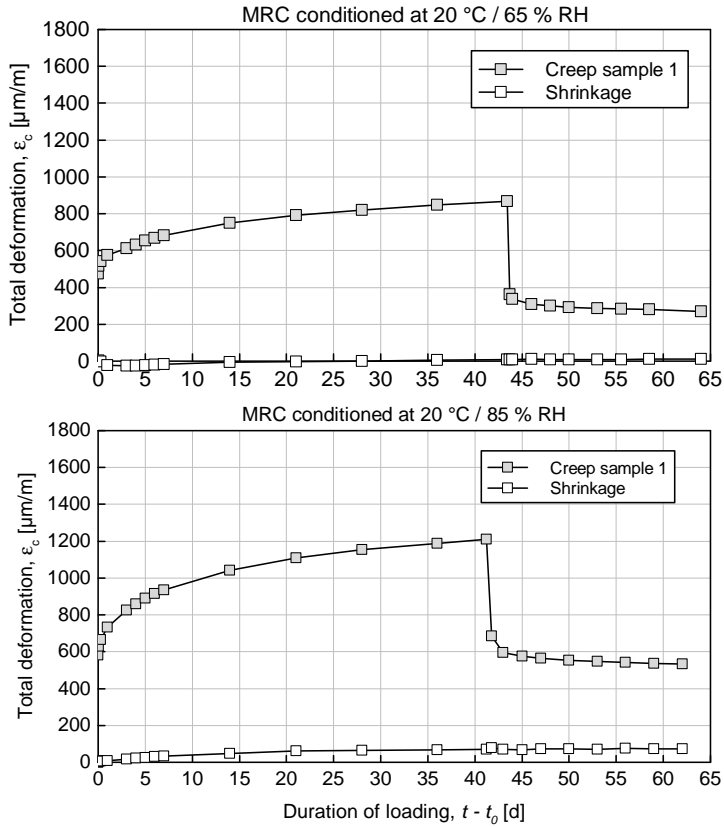 MRC conditioned at 20 °C / 65 % RH
1800
1600
1400
1200
1000
800
600
400
200
0
Total deformation, ε_c [µm/m]
Creep sample 1
Shrinkage
0 5 10 15 20 25 30 35 40 45 50 55 60 65
MRC conditioned at 20 °C / 85 % RH
1800
1600
1400
1200
1000
800
600
400
200
0
Total deformation, ε_c [µm/m]
Creep sample 1
Shrinkage
0 5 10 15 20 25 30 35 40 45 50 55 60 65
Duration of loading, t - t_0 [d]